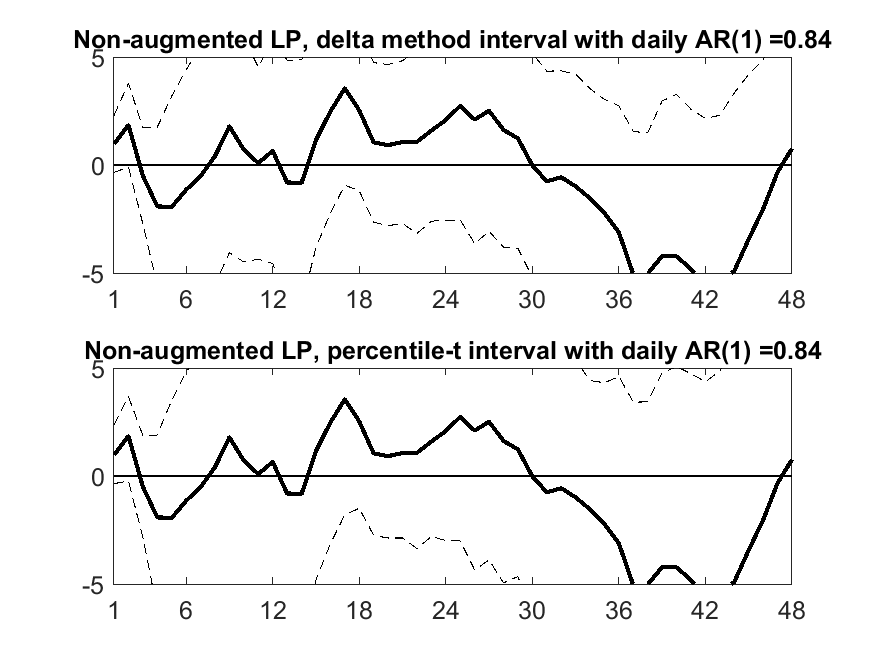 Non-augmented LP, delta method interval with daily AR(1) =0.84
5
0
-5
1 6 12 18 24 30 36 42 48
Non-augmented LP, percentile-t interval with daily AR(1) =0.84
5
0
-5
1 6 12 18 24 30 36 42 48